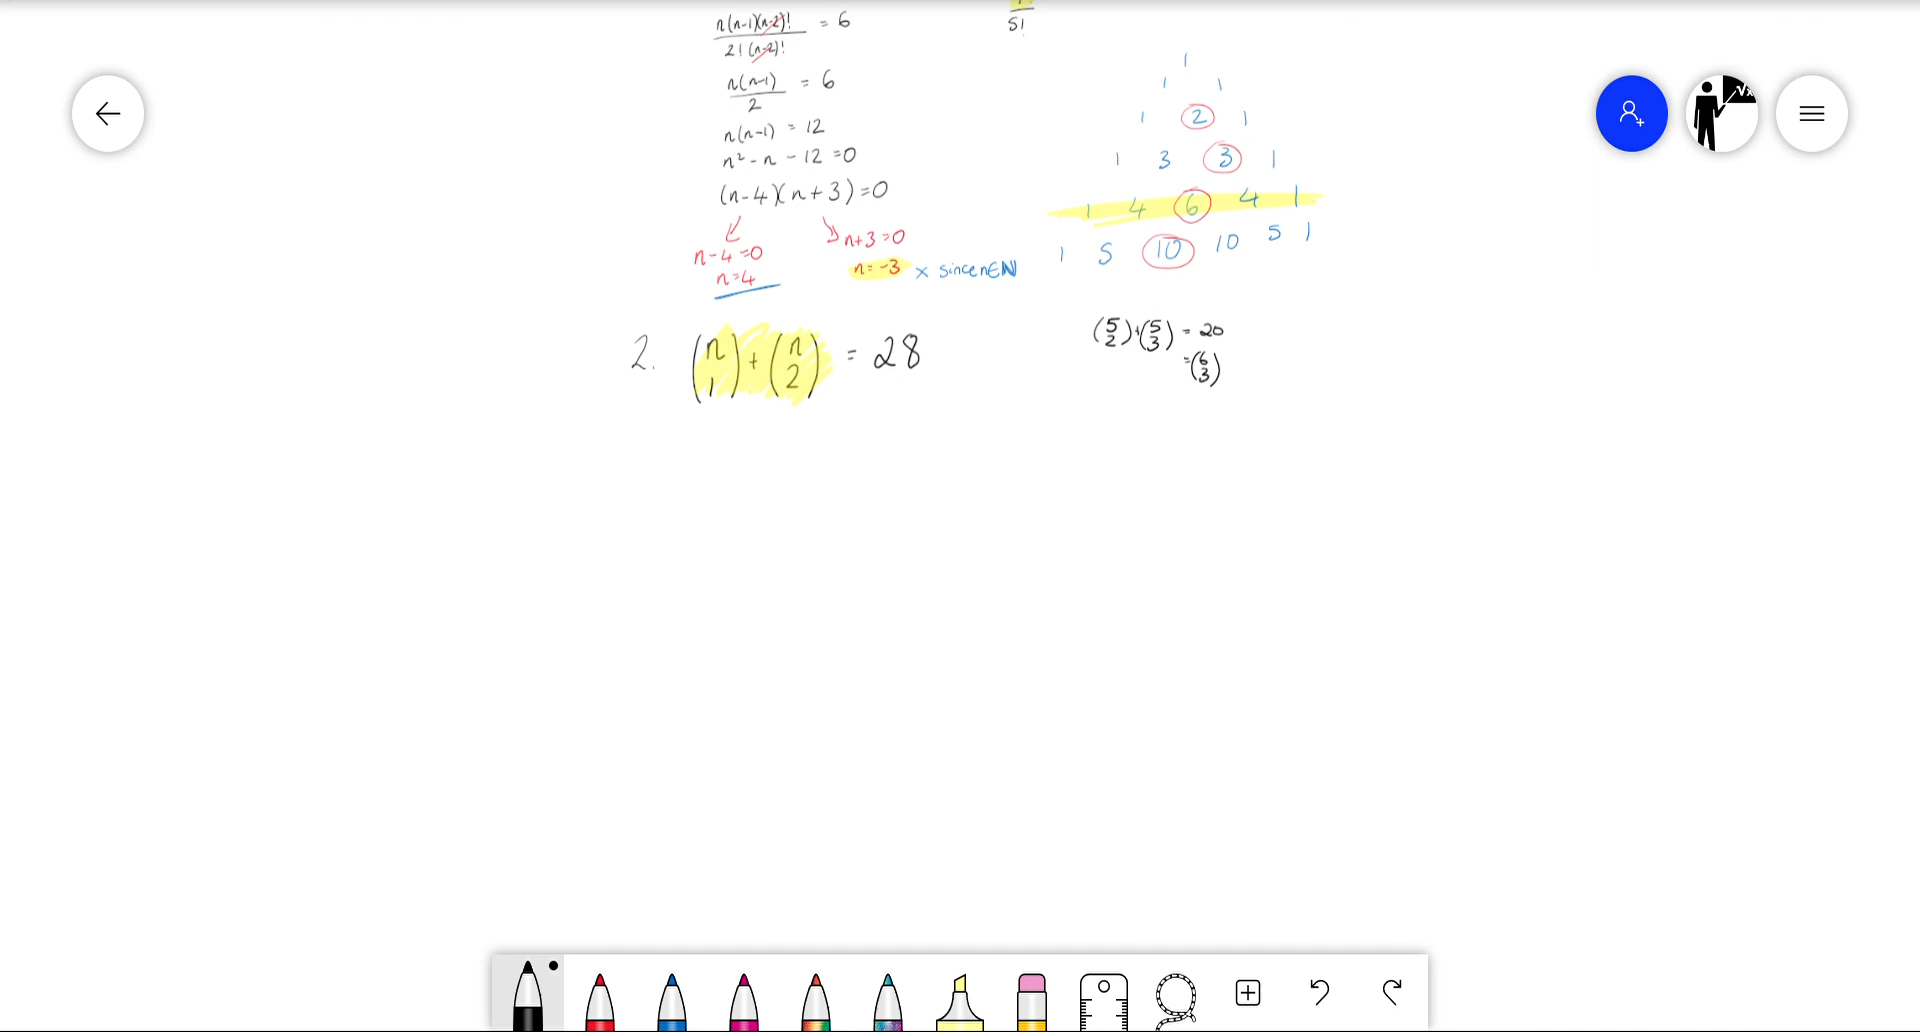 n(n-1)(n-2)! / 2!(n-2)! = 6
n(n-1) / 2 = 6
n(n-1) = 12
n² - n - 12 = 0
(n-4)(n+3) = 0
n-4=0
n=4
n+3=0
n=-3 × since n∈ℕ
5!
1
1 1
1 2 1
1 3 3 1
1 4 6 4 1
1 5 10 10 5 1
2. (n 1) + (n 2) = 28
(5 2) + (5 3) = 20
= (6 3)